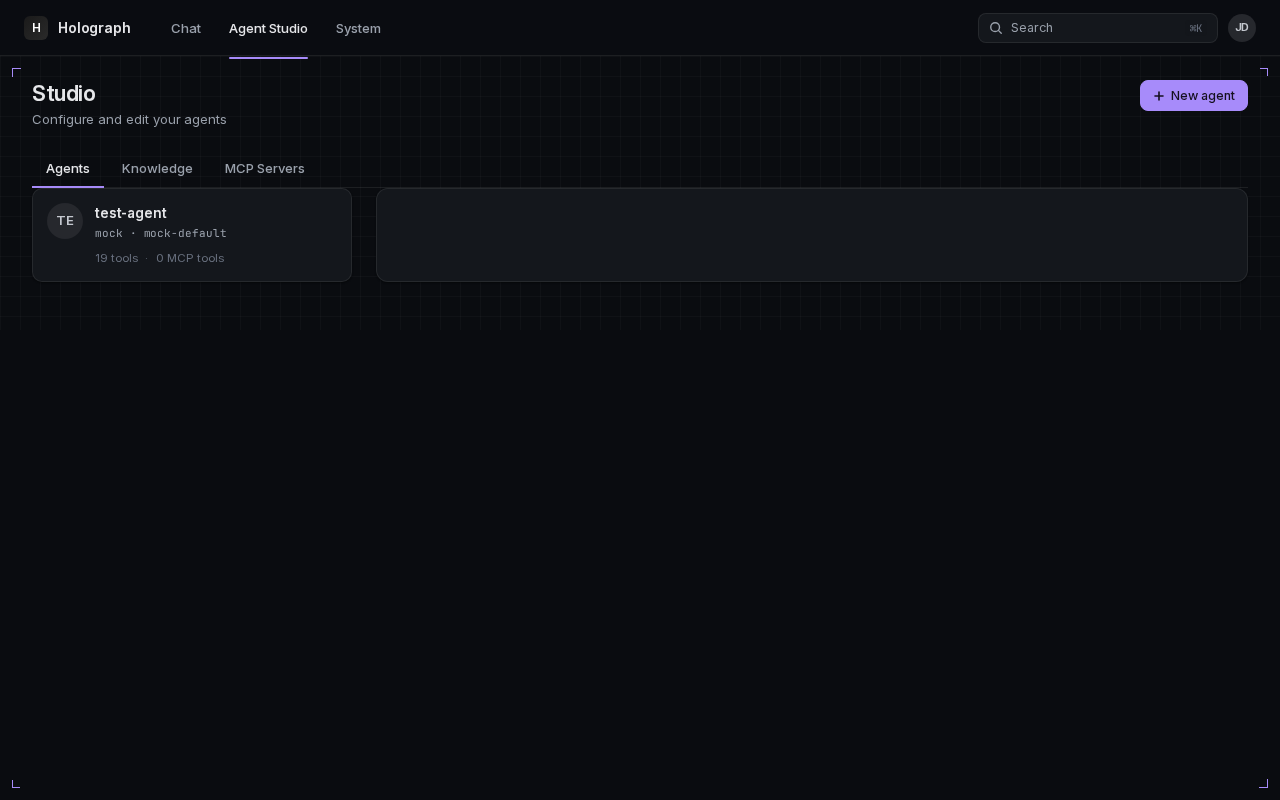 H Holograph Chat Agent Studio System Search ⌘K JD
Studio
New agent
Configure and edit your agents
Agents Knowledge MCP Servers
TE test-agent
mock · mock-default
19 tools · 0 MCP tools